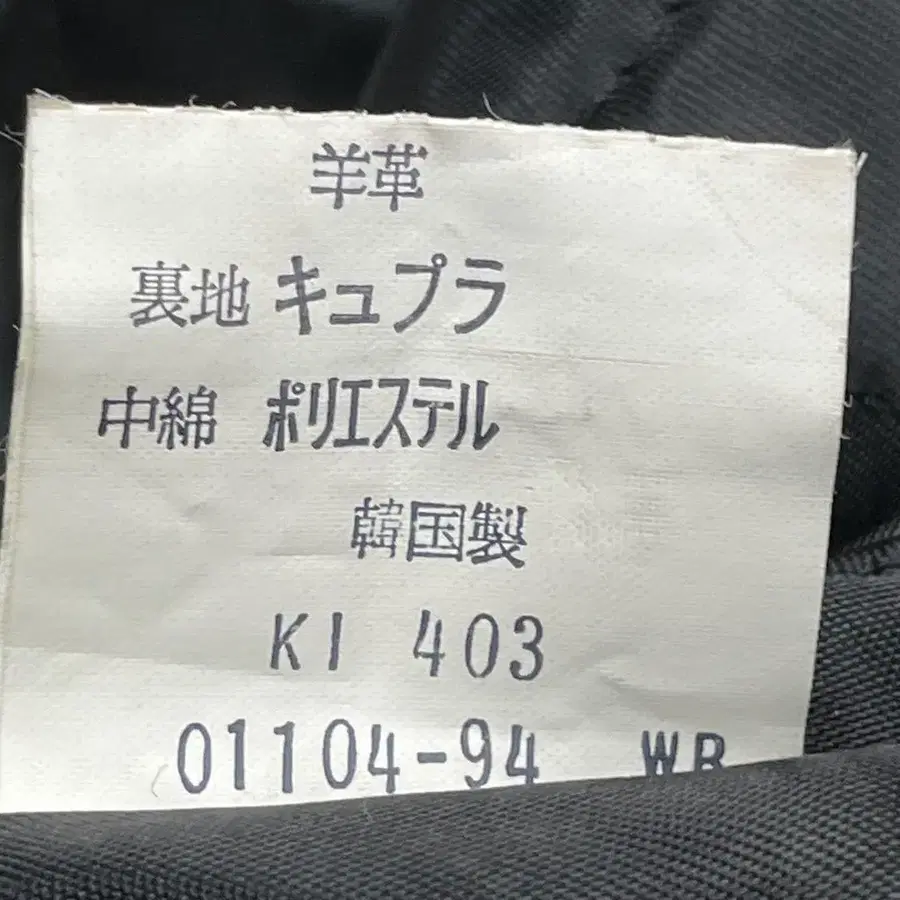 羊革
裏地 キュプラ
中綿 ポリエステル
韓国製
KI 403
01104-94